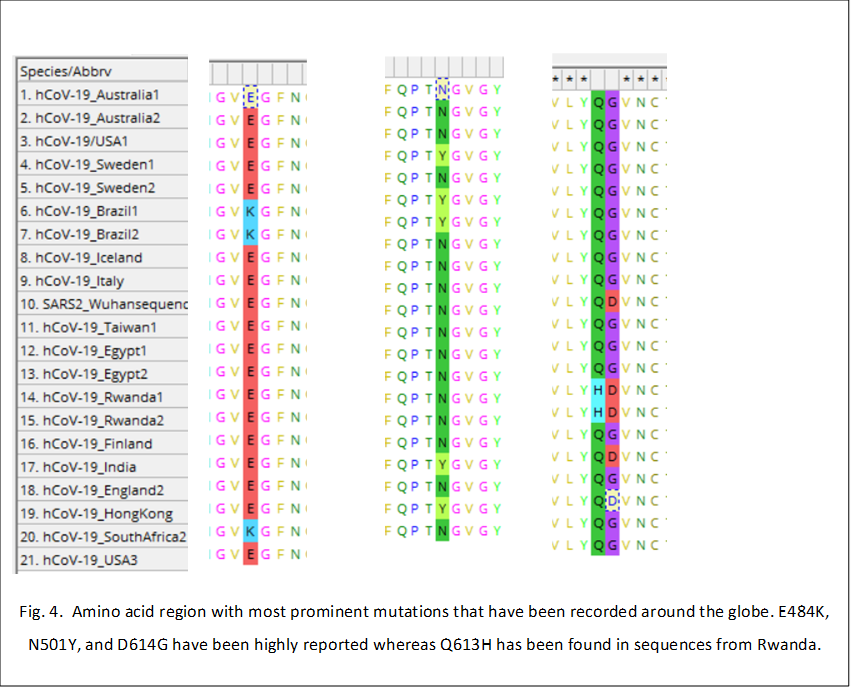 Species/Abbrv
1. hCoV-19_Australia1
2. hCoV-19_Australia2
3. hCoV-19/USA1
4. hCoV-19_Sweden1
5. hCoV-19_Sweden2
6. hCoV-19_Brazil1
7. hCoV-19_Brazil2
8. hCoV-19_Iceland
9. hCoV-19_Italy
10. SARS2_Wuhansequenc
11. hCoV-19_Taiwan1
12. hCoV-19_Egypt1
13. hCoV-19_Egypt2
14. hCoV-19_Rwanda1
15. hCoV-19_Rwanda2
16. hCoV-19_Finland
17. hCoV-19_India
18. hCoV-19_England2
19. hCoV-19_HongKong
20. hCoV-19_SouthAfrica2
21. hCoV-19_USA3
G V E G F N
G V E G F N
G V E G F N
G V E G F N
G V E G F N
G V K G F N
G V K G F N
G V E G F N
G V E G F N
G V E G F N
G V E G F N
G V E G F N
G V E G F N
G V E G F N
G V E G F N
G V E G F N
G V E G F N
G V E G F N
G V E G F N
G V K G F N
G V E G F N
F Q P T N G V G Y
F Q P T N G V G Y
F Q P T N G V G Y
F Q P T Y G V G Y
F Q P T N G V G Y
F Q P T Y G V G Y
F Q P T Y G V G Y
F Q P T N G V G Y
F Q P T N G V G Y
F Q P T N G V G Y
F Q P T N G V G Y
F Q P T N G V G Y
F Q P T N G V G Y
F Q P T N G V G Y
F Q P T N G V G Y
F Q P T N G V G Y
F Q P T N G V G Y
F Q P T Y G V G Y
F Q P T N G V G Y
F Q P T Y G V G Y
F Q P T N G V G Y
* * * * * *
V L Y Q G V N C
V L Y Q G V N C
V L Y Q G V N C
V L Y Q G V N C
V L Y Q G V N C
V L Y Q G V N C
V L Y Q G V N C
V L Y Q G V N C
V L Y Q G V N C
V L Y Q D V N C
V L Y Q G V N C
V L Y Q G V N C
V L Y Q G V N C
V L Y H D V N C
V L Y H D V N C
V L Y Q G V N C
V L Y Q D V N C
V L Y Q G V N C
V L Y Q D V N C
V L Y Q G V N C
V L Y Q G V N C
Fig. 4. Amino acid region with most prominent mutations that have been recorded around the globe. E484K,
N501Y, and D614G have been highly reported whereas Q613H has been found in sequences from Rwanda.